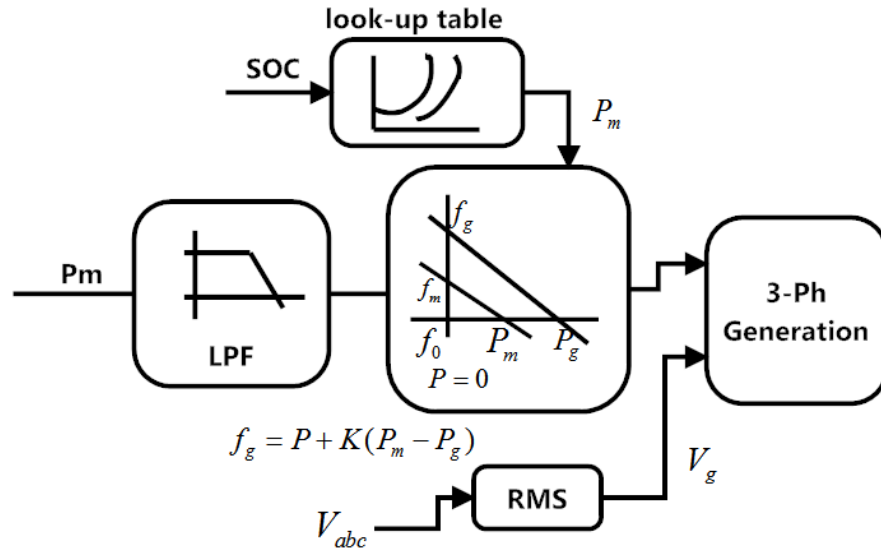 look-up table
SOC
P_m
Pm
LPF
f_g
f_m
f_0
P_m
P_g
P = 0
3-Ph
Generation
f_g = P + K(P_m − P_g)
RMS
V_g
V_abc